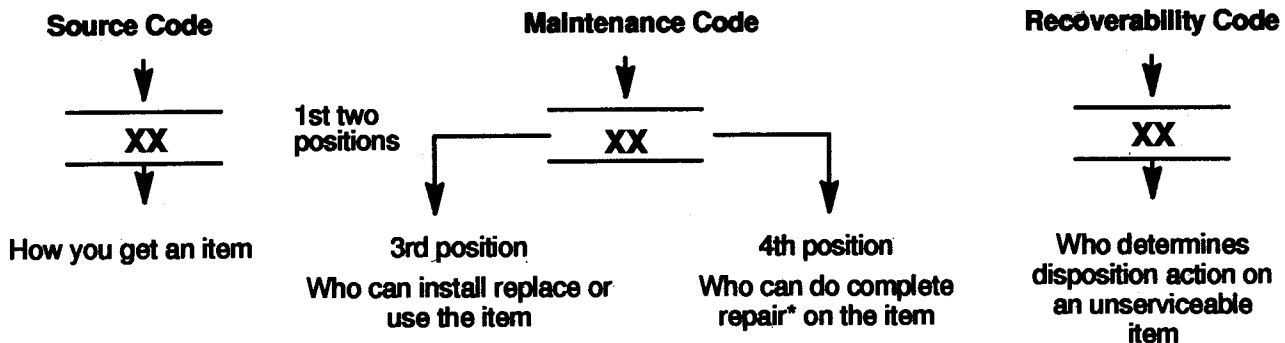 Source Code
Maintenance Code
Recoverability Code
XX
1st two
positions
XX
XX
How you get an item
3rd position
Who can install replace or
use the item
4th position
Who can do complete
repair* on the item
Who determines
disposition action on
an unserviceable
item